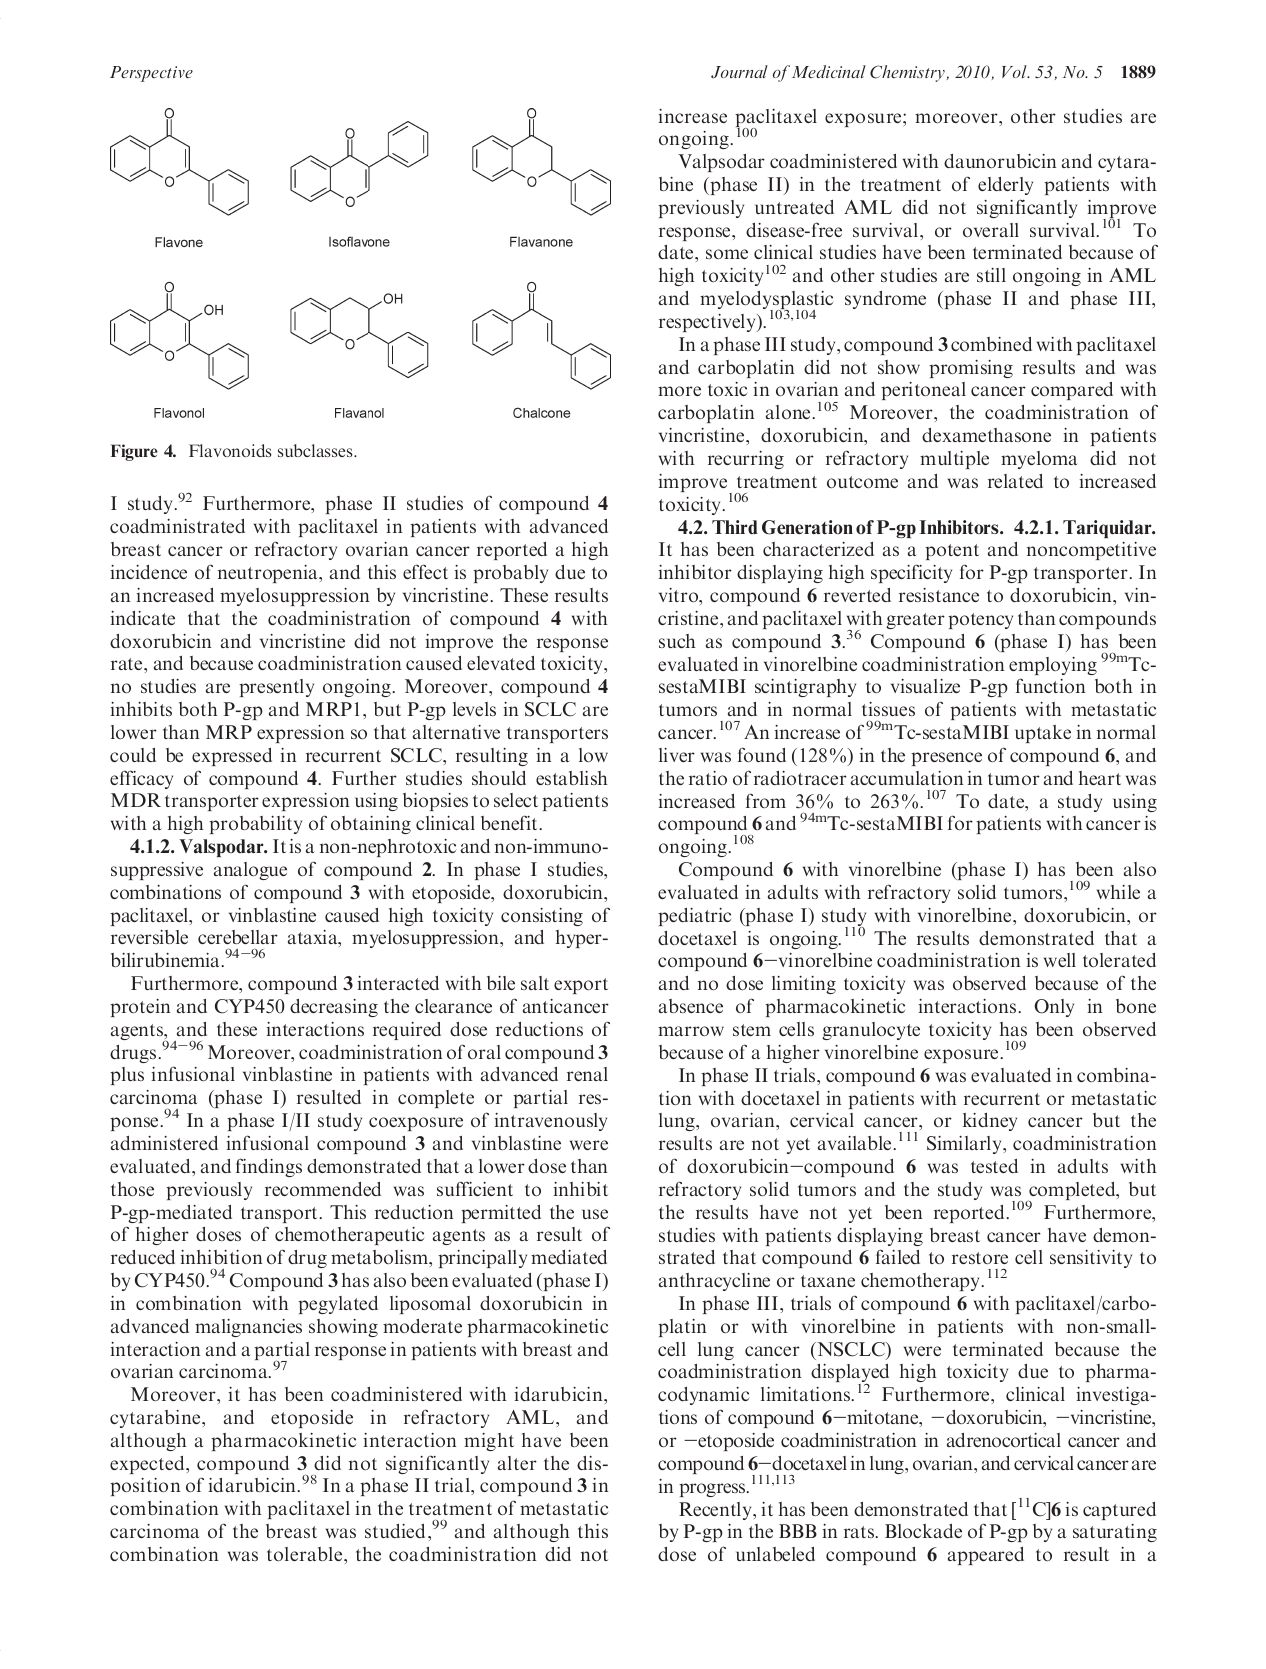 Perspective
Journal of Medicinal Chemistry, 2010, Vol. 53, No. 5 1889
O
O
Flavone
O
O
Isoflavone
O
O
Flavanone
O
OH
O
Flavonol
OH
O
Flavanol
O
Chalcone
Figure 4. Flavonoids subclasses.
I study.92 Furthermore, phase II studies of compound 4
coadministrated with paclitaxel in patients with advanced
breast cancer or refractory ovarian cancer reported a high
incidence of neutropenia, and this effect is probably due to
an increased myelosuppression by vincristine. These results
indicate that the coadministration of compound 4 with
doxorubicin and vincristine did not improve the response
rate, and because coadministration caused elevated toxicity,
no studies are presently ongoing. Moreover, compound 4
inhibits both P-gp and MRP1, but P-gp levels in SCLC are
lower than MRP expression so that alternative transporters
could be expressed in recurrent SCLC, resulting in a low
efficacy of compound 4. Further studies should establish
MDR transporter expression using biopsies to select patients
with a high probability of obtaining clinical benefit.
4.1.2. Valspodar. It is a non-nephrotoxic and non-immuno-
suppressive analogue of compound 2. In phase I studies,
combinations of compound 3 with etoposide, doxorubicin,
paclitaxel, or vinblastine caused high toxicity consisting of
reversible cerebellar ataxia, myelosuppression, and hyper-
bilirubinemia.94−96
Furthermore, compound 3 interacted with bile salt export
protein and CYP450 decreasing the clearance of anticancer
agents, and these interactions required dose reductions of
drugs.94−96 Moreover, coadministration of oral compound 3
plus infusional vinblastine in patients with advanced renal
carcinoma (phase I) resulted in complete or partial res-
ponse.94 In a phase I/II study coexposure of intravenously
administered infusional compound 3 and vinblastine were
evaluated, and findings demonstrated that a lower dose than
those previously recommended was sufficient to inhibit
P-gp-mediated transport. This reduction permitted the use
of higher doses of chemotherapeutic agents as a result of
reduced inhibition of drug metabolism, principally mediated
by CYP450.94 Compound 3 has also been evaluated (phase I)
in combination with pegylated liposomal doxorubicin in
advanced malignancies showing moderate pharmacokinetic
interaction and a partial response in patients with breast and
ovarian carcinoma.97
Moreover, it has been coadministered with idarubicin,
cytarabine, and etoposide in refractory AML, and
although a pharmacokinetic interaction might have been
expected, compound 3 did not significantly alter the dis-
position of idarubicin.98 In a phase II trial, compound 3 in
combination with paclitaxel in the treatment of metastatic
carcinoma of the breast was studied,99 and although this
combination was tolerable, the coadministration did not
increase paclitaxel exposure; moreover, other studies are
ongoing.100
Valpsodar coadministered with daunorubicin and cytara-
bine (phase II) in the treatment of elderly patients with
previously untreated AML did not significantly improve
response, disease-free survival, or overall survival.101 To
date, some clinical studies have been terminated because of
high toxicity102 and other studies are still ongoing in AML
and myelodysplastic syndrome (phase II and phase III,
respectively).103,104
In a phase III study, compound 3 combined with paclitaxel
and carboplatin did not show promising results and was
more toxic in ovarian and peritoneal cancer compared with
carboplatin alone.105 Moreover, the coadministration of
vincristine, doxorubicin, and dexamethasone in patients
with recurring or refractory multiple myeloma did not
improve treatment outcome and was related to increased
toxicity.106
4.2. Third Generation of P-gp Inhibitors. 4.2.1. Tariquidar.
It has been characterized as a potent and noncompetitive
inhibitor displaying high specificity for P-gp transporter. In
vitro, compound 6 reverted resistance to doxorubicin, vin-
cristine, and paclitaxel with greater potency than compounds
such as compound 3.36 Compound 6 (phase I) has been
evaluated in vinorelbine coadministration employing 99mTc-
sestaMIBI scintigraphy to visualize P-gp function both in
tumors and in normal tissues of patients with metastatic
cancer.107 An increase of 99mTc-sestaMIBI uptake in normal
liver was found (128%) in the presence of compound 6, and
the ratio of radiotracer accumulation in tumor and heart was
increased from 36% to 263%.107 To date, a study using
compound 6 and 94mTc-sestaMIBI for patients with cancer is
ongoing.108
Compound 6 with vinorelbine (phase I) has been also
evaluated in adults with refractory solid tumors,109 while a
pediatric (phase I) study with vinorelbine, doxorubicin, or
docetaxel is ongoing.110 The results demonstrated that a
compound 6−vinorelbine coadministration is well tolerated
and no dose limiting toxicity was observed because of the
absence of pharmacokinetic interactions. Only in bone
marrow stem cells granulocyte toxicity has been observed
because of a higher vinorelbine exposure.109
In phase II trials, compound 6 was evaluated in combina-
tion with docetaxel in patients with recurrent or metastatic
lung, ovarian, cervical cancer, or kidney cancer but the
results are not yet available.111 Similarly, coadministration
of doxorubicin−compound 6 was tested in adults with
refractory solid tumors and the study was completed, but
the results have not yet been reported.109 Furthermore,
studies with patients displaying breast cancer have demon-
strated that compound 6 failed to restore cell sensitivity to
anthracycline or taxane chemotherapy.112
In phase III, trials of compound 6 with paclitaxel/carbo-
platin or with vinorelbine in patients with non-small-
cell lung cancer (NSCLC) were terminated because the
coadministration displayed high toxicity due to pharma-
codynamic limitations.12 Furthermore, clinical investiga-
tions of compound 6−mitotane, −doxorubicin, −vincristine,
or −etoposide coadministration in adrenocortical cancer and
compound 6−docetaxel in lung, ovarian, and cervical cancer are
in progress.111,113
Recently, it has been demonstrated that [11C]6 is captured
by P-gp in the BBB in rats. Blockade of P-gp by a saturating
dose of unlabeled compound 6 appeared to result in a